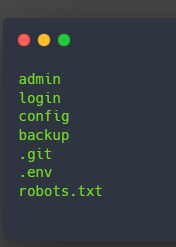 admin
login
config
backup
.git
.env
robots.txt